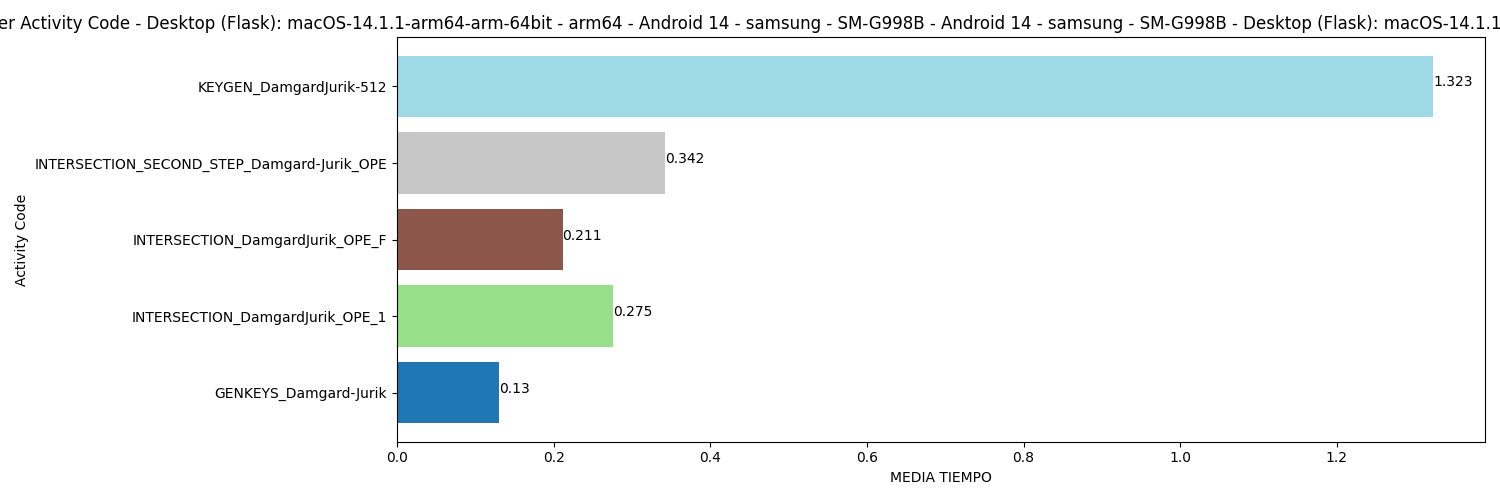 er Activity Code - Desktop (Flask): macOS-14.1.1-arm64-arm-64bit - arm64 - Android 14 - samsung - SM-G998B - Android 14 - samsung - SM-G998B - Desktop (Flask): macOS-14.1.1
KEYGEN_DamgardJurik-512
1.323
INTERSECTION_SECOND_STEP_Damgard-Jurik_OPE
0.342
INTERSECTION_DamgardJurik_OPE_F
0.211
INTERSECTION_DamgardJurik_OPE_1
0.275
GENKEYS_Damgard-Jurik
0.13
Activity Code
0.0 0.2 0.4 0.6 0.8 1.0 1.2
MEDIA TIEMPO